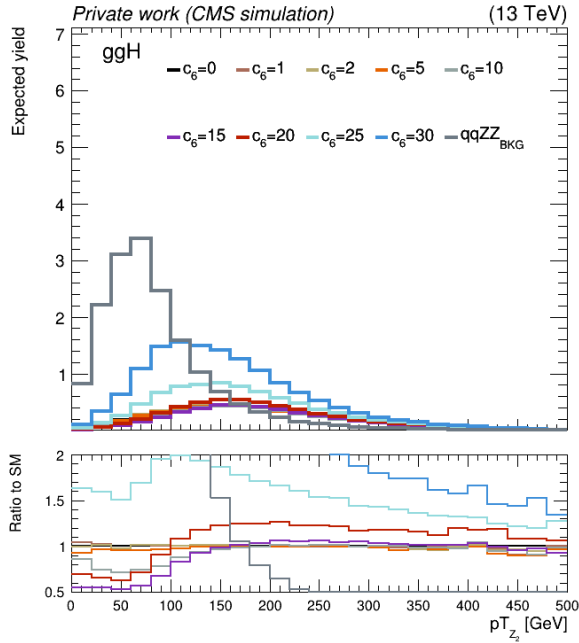 Private work (CMS simulation) (13 TeV)
ggH
c6=0 c6=1 c6=2 c6=5 c6=10
c6=15 c6=20 c6=25 c6=30 qqZZBKG
Expected yield
7
6
5
4
3
2
1
Ratio to SM
2
1.5
1
0.5
0 50 100 150 200 250 300 350 400 450 500
pTZ2 [GeV]